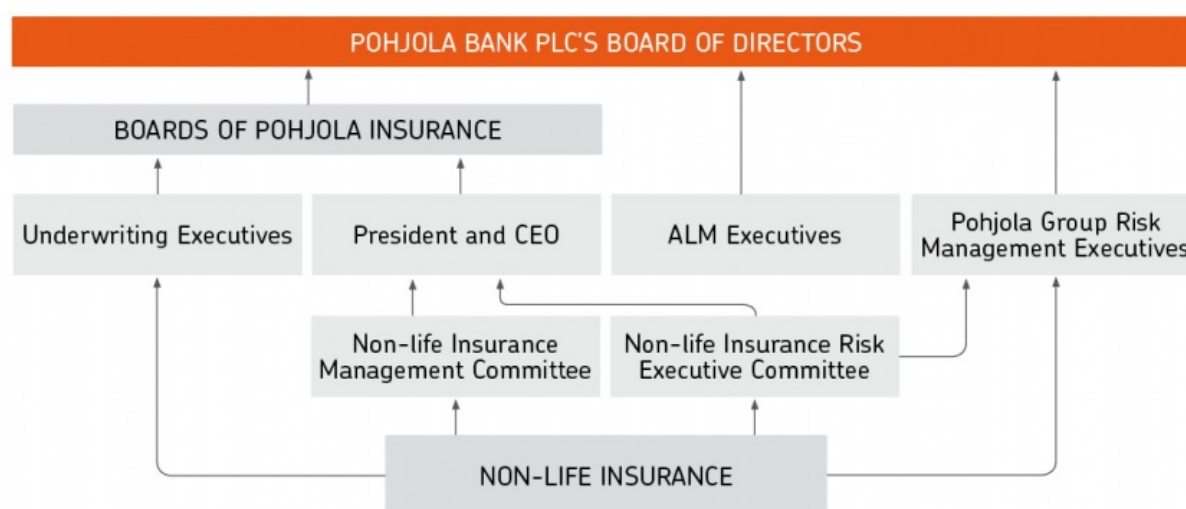 POHJOLA BANK PLC'S BOARD OF DIRECTORS
BOARDS OF POHJOLA INSURANCE
Underwriting Executives
President and CEO
ALM Executives
Pohjola Group Risk
Management Executives
Non-life Insurance
Management Committee
Non-life Insurance Risk
Executive Committee
NON-LIFE INSURANCE